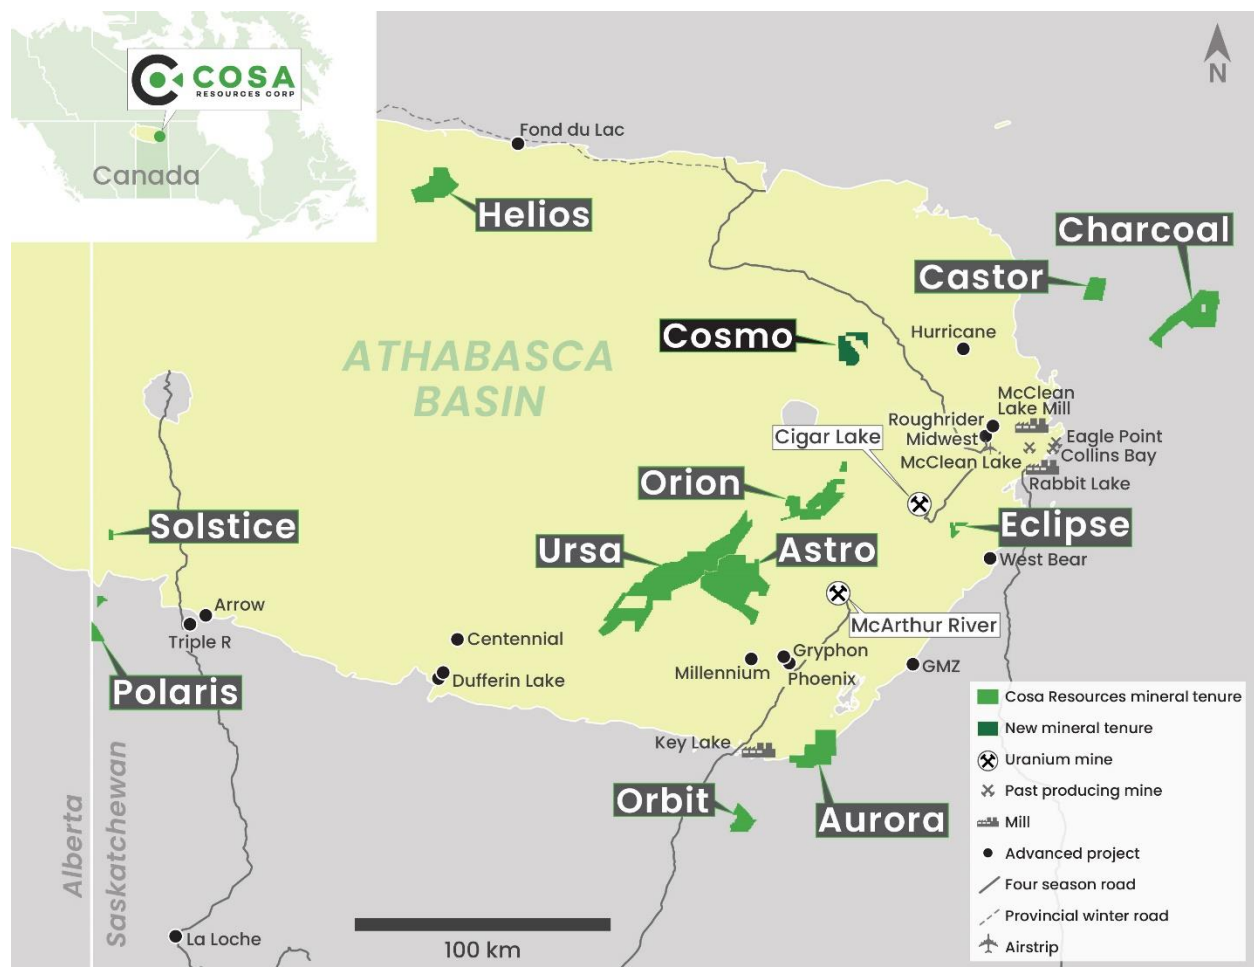 COSA
RESOURCES CORP
Canada
N
Fond du Lac
Helios
Charcoal
Castor
Cosmo
Hurricane
ATHABASCA
BASIN
McClean
Lake Mill
Roughrider
Midwest
Cigar Lake
Eagle Point
Collins Bay
McClean Lake
Rabbit Lake
Orion
Solstice
Eclipse
Ursa
Astro
West Bear
Arrow
Triple R
McArthur River
Centennial
Gryphon
Millennium
Phoenix
GMZ
Dufferin Lake
Polaris
Key Lake
Orbit
Aurora
Alberta
Saskatchewan
La Loche
100 km
Cosa Resources mineral tenure
New mineral tenure
Uranium mine
Past producing mine
Mill
Advanced project
Four season road
Provincial winter road
Airstrip